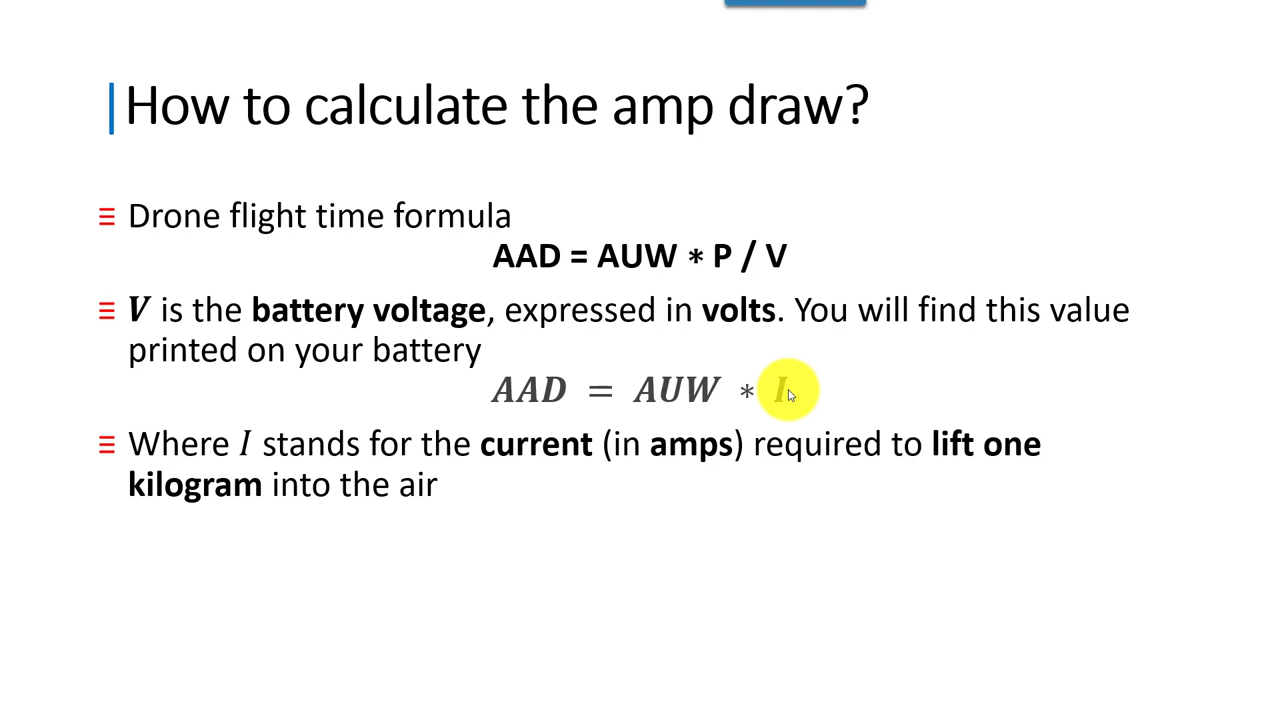 How to calculate the amp draw?
Drone flight time formula
AAD = AUW * P / V
V is the battery voltage, expressed in volts. You will find this value
printed on your battery
AAD = AUW * I
Where I stands for the current (in amps) required to lift one
kilogram into the air